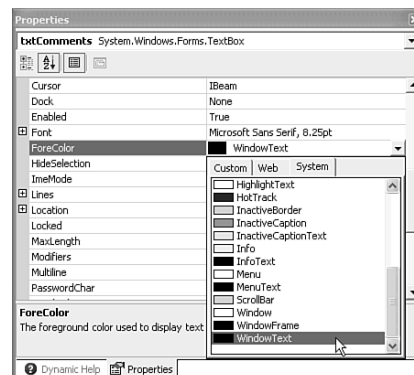 Properties
txtComments System.Windows.Forms.TextBox
Cursor IBeam
Dock None
Enabled True
Font Microsoft Sans Serif, 8.25pt
ForeColor WindowText
HideSelection
ImeMode
Lines
Location
Locked
MaxLength
Modifiers
Multiline
PasswordChar
Custom Web System
HighlightText
HotTrack
InactiveBorder
InactiveCaption
InactiveCaptionText
Info
InfoText
Menu
MenuText
ScrollBar
Window
WindowFrame
WindowText
ForeColor
The foreground color used to display text
Dynamic Help Properties